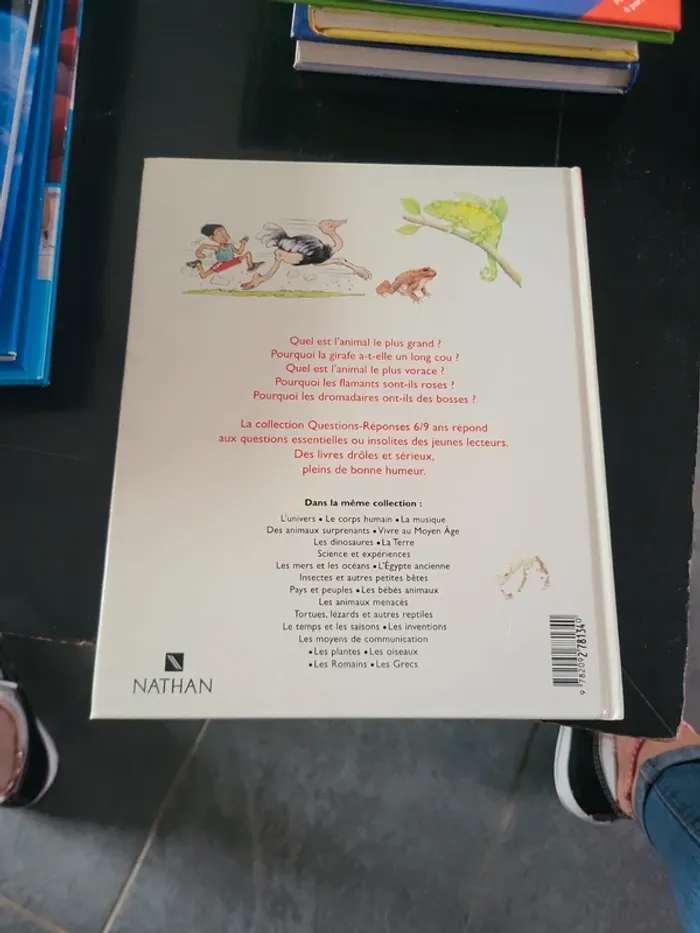 Quel est l'animal le plus grand ?
Pourquoi la girafe a-t-elle un long cou ?
Quel est l'animal le plus vorace ?
Pourquoi les flamants sont-ils roses ?
Pourquoi les dromadaires ont-ils des bosses ?
La collection Questions-Réponses 6/9 ans répond
aux questions essentielles ou insolites des jeunes lecteurs.
Des livres drôles et sérieux,
pleins de bonne humeur.
Dans la même collection :
L'univers • Le corps humain • La musique
Des animaux surprenants • Vivre au Moyen Âge
Les dinosaures • La Terre
Science et expériences
Les mers et les océans • L'Égypte ancienne
Insectes et autres petites bêtes
Pays et peuples • Les bébés animaux
Les animaux menacés
Tortues, lézards et autres reptiles
Le temps et les saisons • Les inventions
Les moyens de communication
• Les plantes • Les oiseaux
• Les Romains • Les Grecs
NATHAN
9 782092 778134